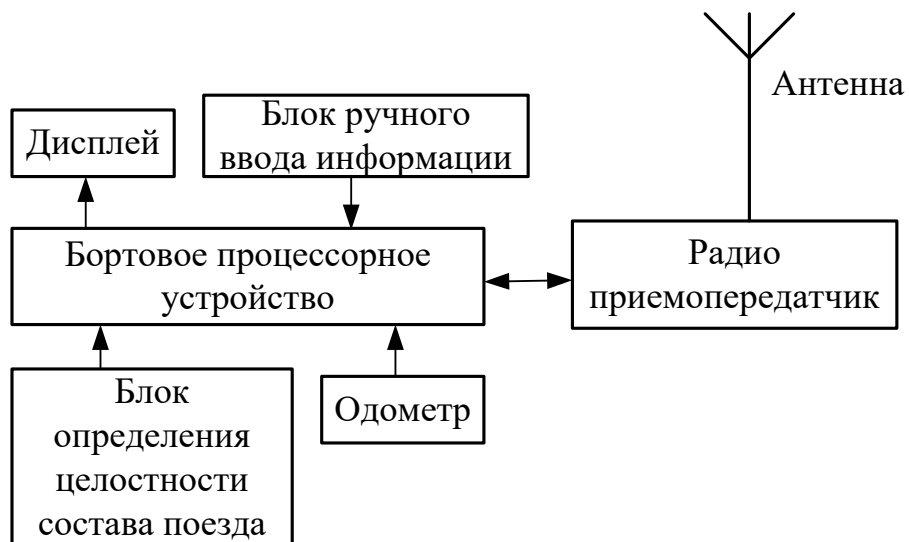 Антенна
Дисплей
Блок ручного
ввода информации
Бортовое процессорное
устройство
Радио
приемопередатчик
Блок
определения
целостности
состава поезда
Одометр